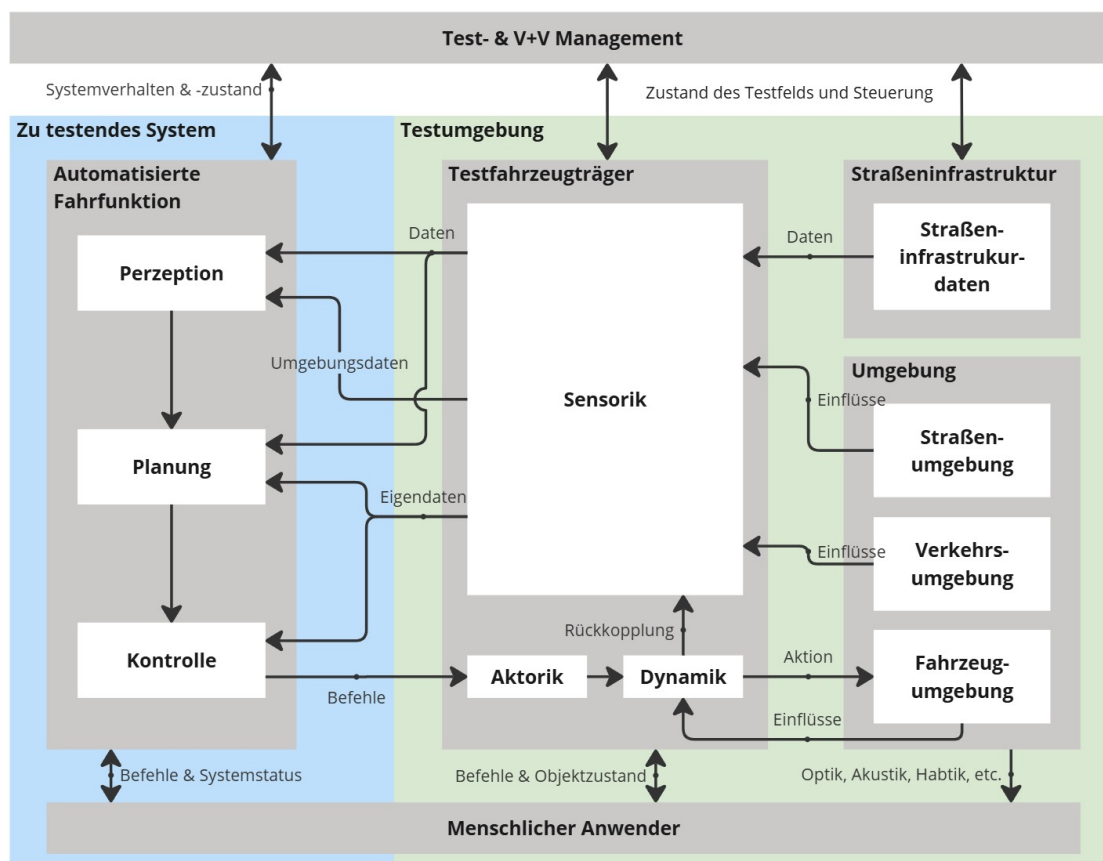 Test- & V+V Management
Systemverhalten & -zustand
Zustand des Testfelds und Steuerung
Zu testendes System
Testumgebung
Automatisierte
Fahrfunktion
Testfahrzeugträger
Straßeninfrastruktur
Perzeption
Daten
Sensorik
Daten
Straßen-
infrastrukur-
daten
Umgebungsdaten
Umgebung
Einflüsse
Straßen-
umgebung
Planung
Eigendaten
Einflüsse
Verkehrs-
umgebung
Rückkopplung
Kontrolle
Befehle
Aktorik
Dynamik
Aktion
Fahrzeug-
umgebung
Einflüsse
Befehle & Systemstatus
Befehle & Objektzustand
Optik, Akustik, Habtik, etc.
Menschlicher Anwender